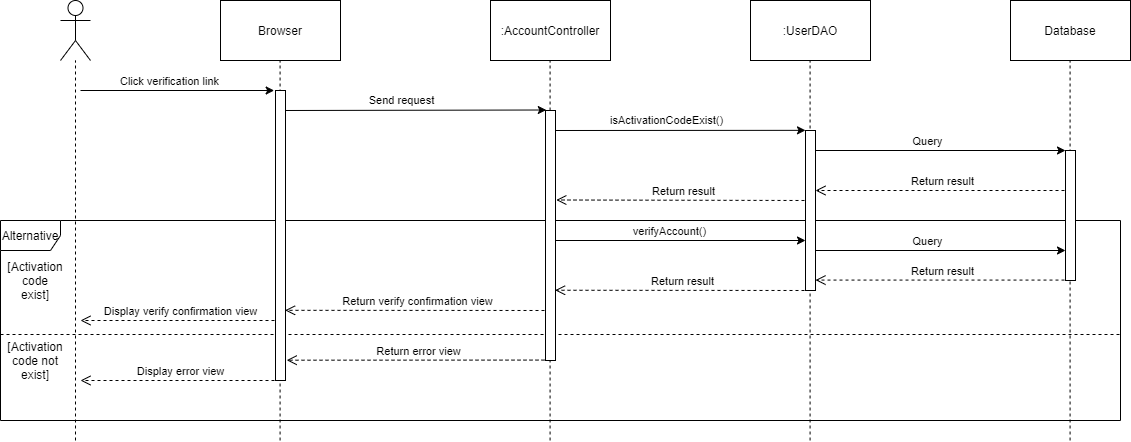 Browser
:AccountController
:UserDAO
Database
Click verification link
Send request
isActivationCodeExist()
Query
Return result
Return result
Alternative
verifyAccount()
Query
[Activation
code
exist]
Return result
Return result
Return verify confirmation view
Display verify confirmation view
[Activation
code not
exist]
Return error view
Display error view